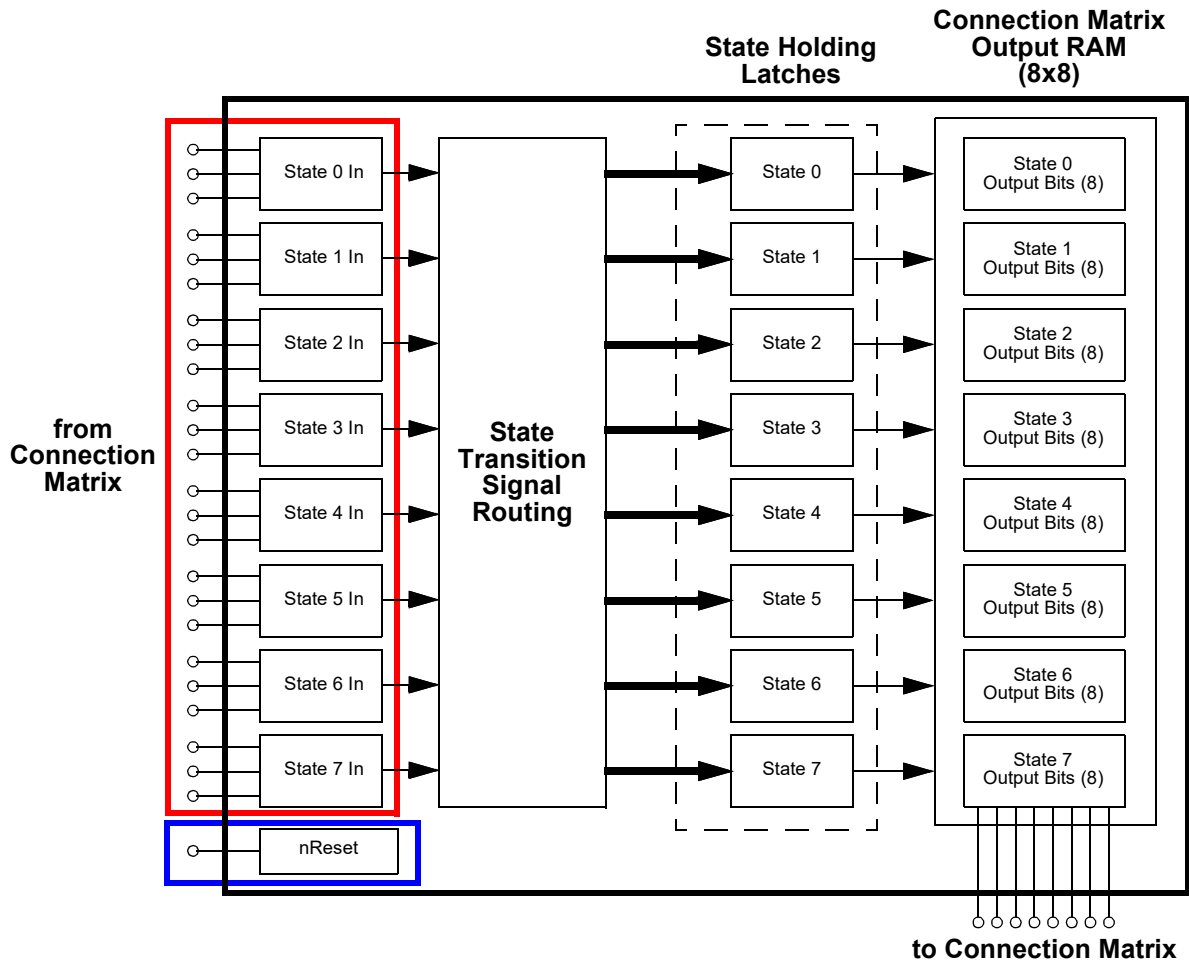 Connection Matrix
Output RAM
(8x8)
State Holding
Latches
from
Connection
Matrix
State 0 In
State 1 In
State 2 In
State 3 In
State 4 In
State 5 In
State 6 In
State 7 In
nReset
State
Transition
Signal
Routing
State 0
State 1
State 2
State 3
State 4
State 5
State 6
State 7
State 0
Output Bits (8)
State 1
Output Bits (8)
State 2
Output Bits (8)
State 3
Output Bits (8)
State 4
Output Bits (8)
State 5
Output Bits (8)
State 6
Output Bits (8)
State 7
Output Bits (8)
to Connection Matrix